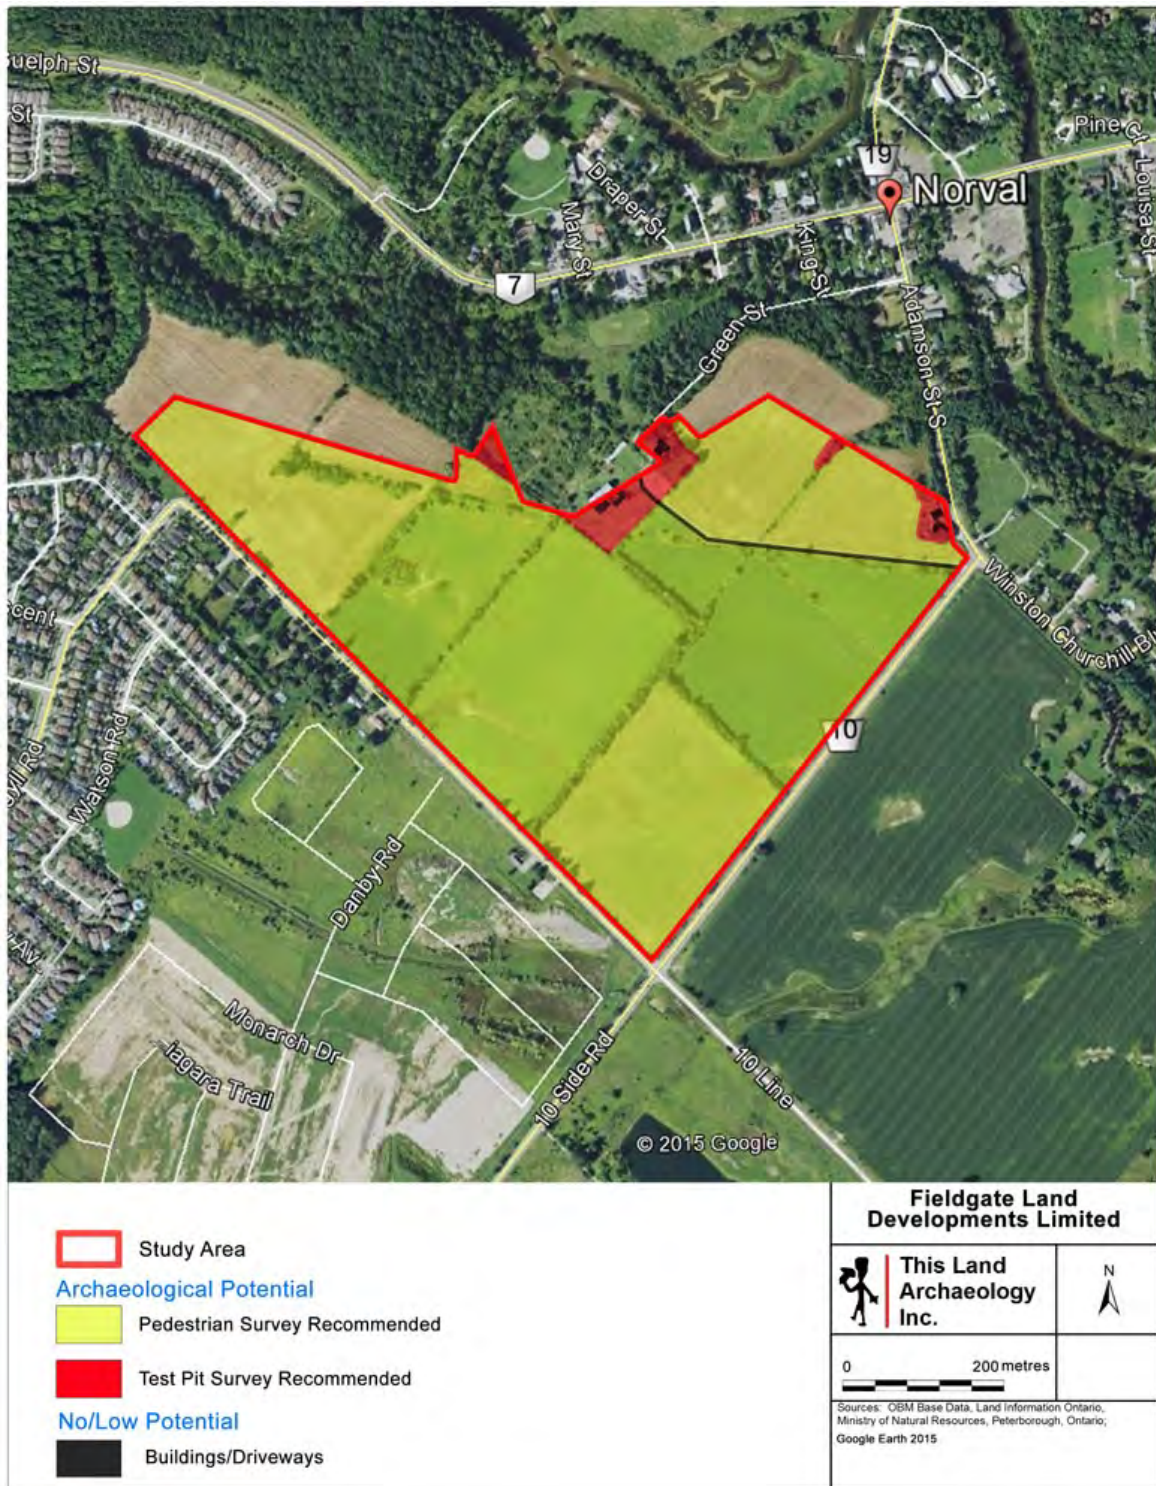 Guelph St
St
Pine Ct
Louisa St
19
Norval
Draper St
Mary St
King St
7
Green St
Adamson St S
Winston Churchill Bl
cent
10
Watson Rd
Danby Rd
Av
Monarch Dr
iagara Trail
10 Side Rd
10 Line
© 2015 Google
Study Area
Archaeological Potential
Pedestrian Survey Recommended
Test Pit Survey Recommended
No/Low Potential
Buildings/Driveways
Fieldgate Land
Developments Limited
This Land
Archaeology
Inc.
N
0 200 metres
Sources: OBM Base Data, Land Information Ontario,
Ministry of Natural Resources, Peterborough, Ontario;
Google Earth 2015